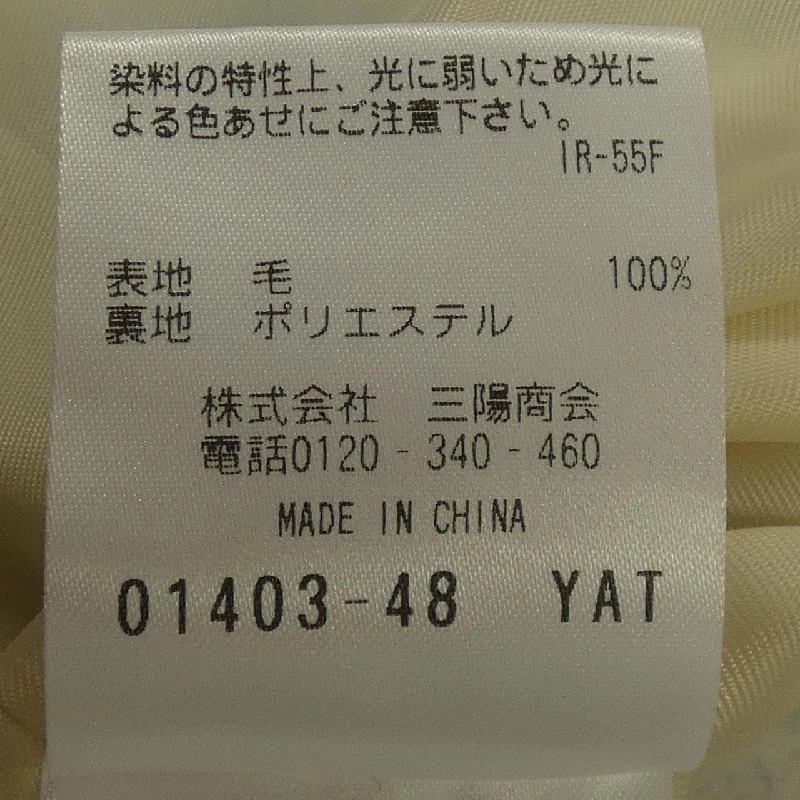 染料の特性上、光に弱いため光に
よる色あせにご注意下さい。
IR-55F
表地 毛 100%
裏地 ポリエステル
株式会社 三陽商会
電話0120-340-460
MADE IN CHINA
01403-48 YAT